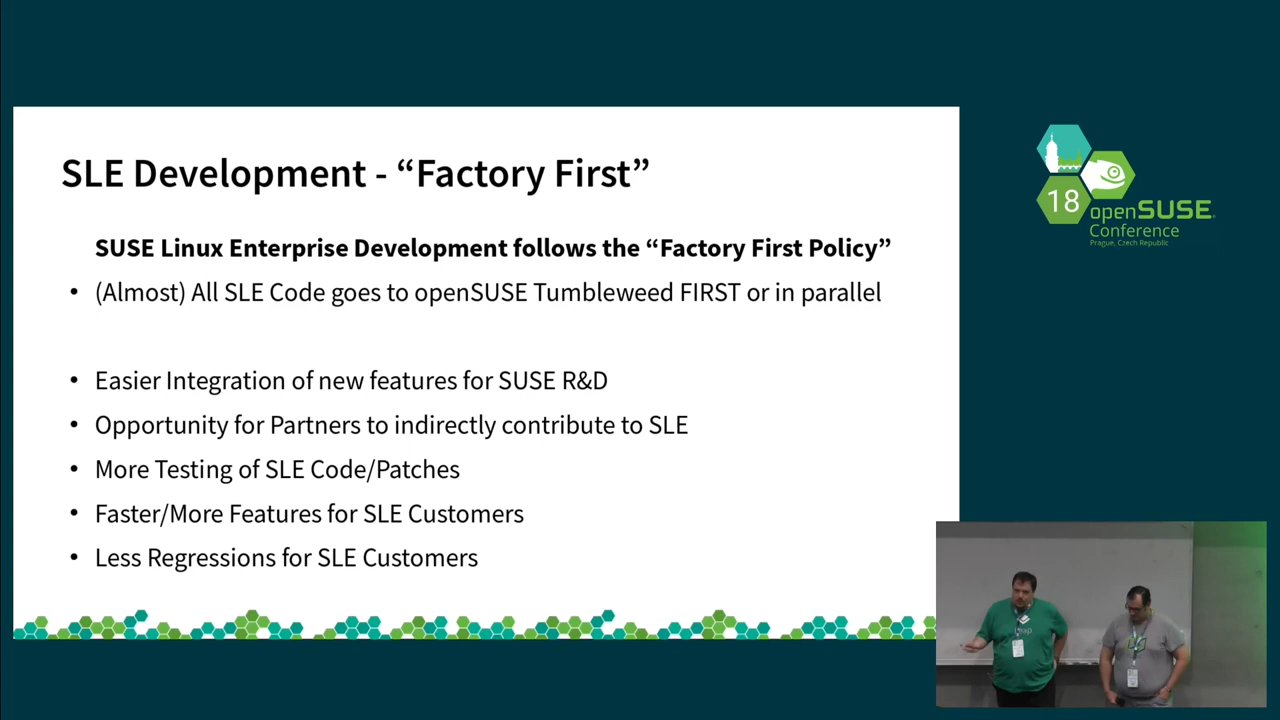 SLE Development - “Factory First”
SUSE Linux Enterprise Development follows the “Factory First Policy”
• (Almost) All SLE Code goes to openSUSE Tumbleweed FIRST or in parallel
• Easier Integration of new features for SUSE R&D
• Opportunity for Partners to indirectly contribute to SLE
• More Testing of SLE Code/Patches
• Faster/More Features for SLE Customers
• Less Regressions for SLE Customers
18
openSUSE
Conference
Prague, Czech Republic